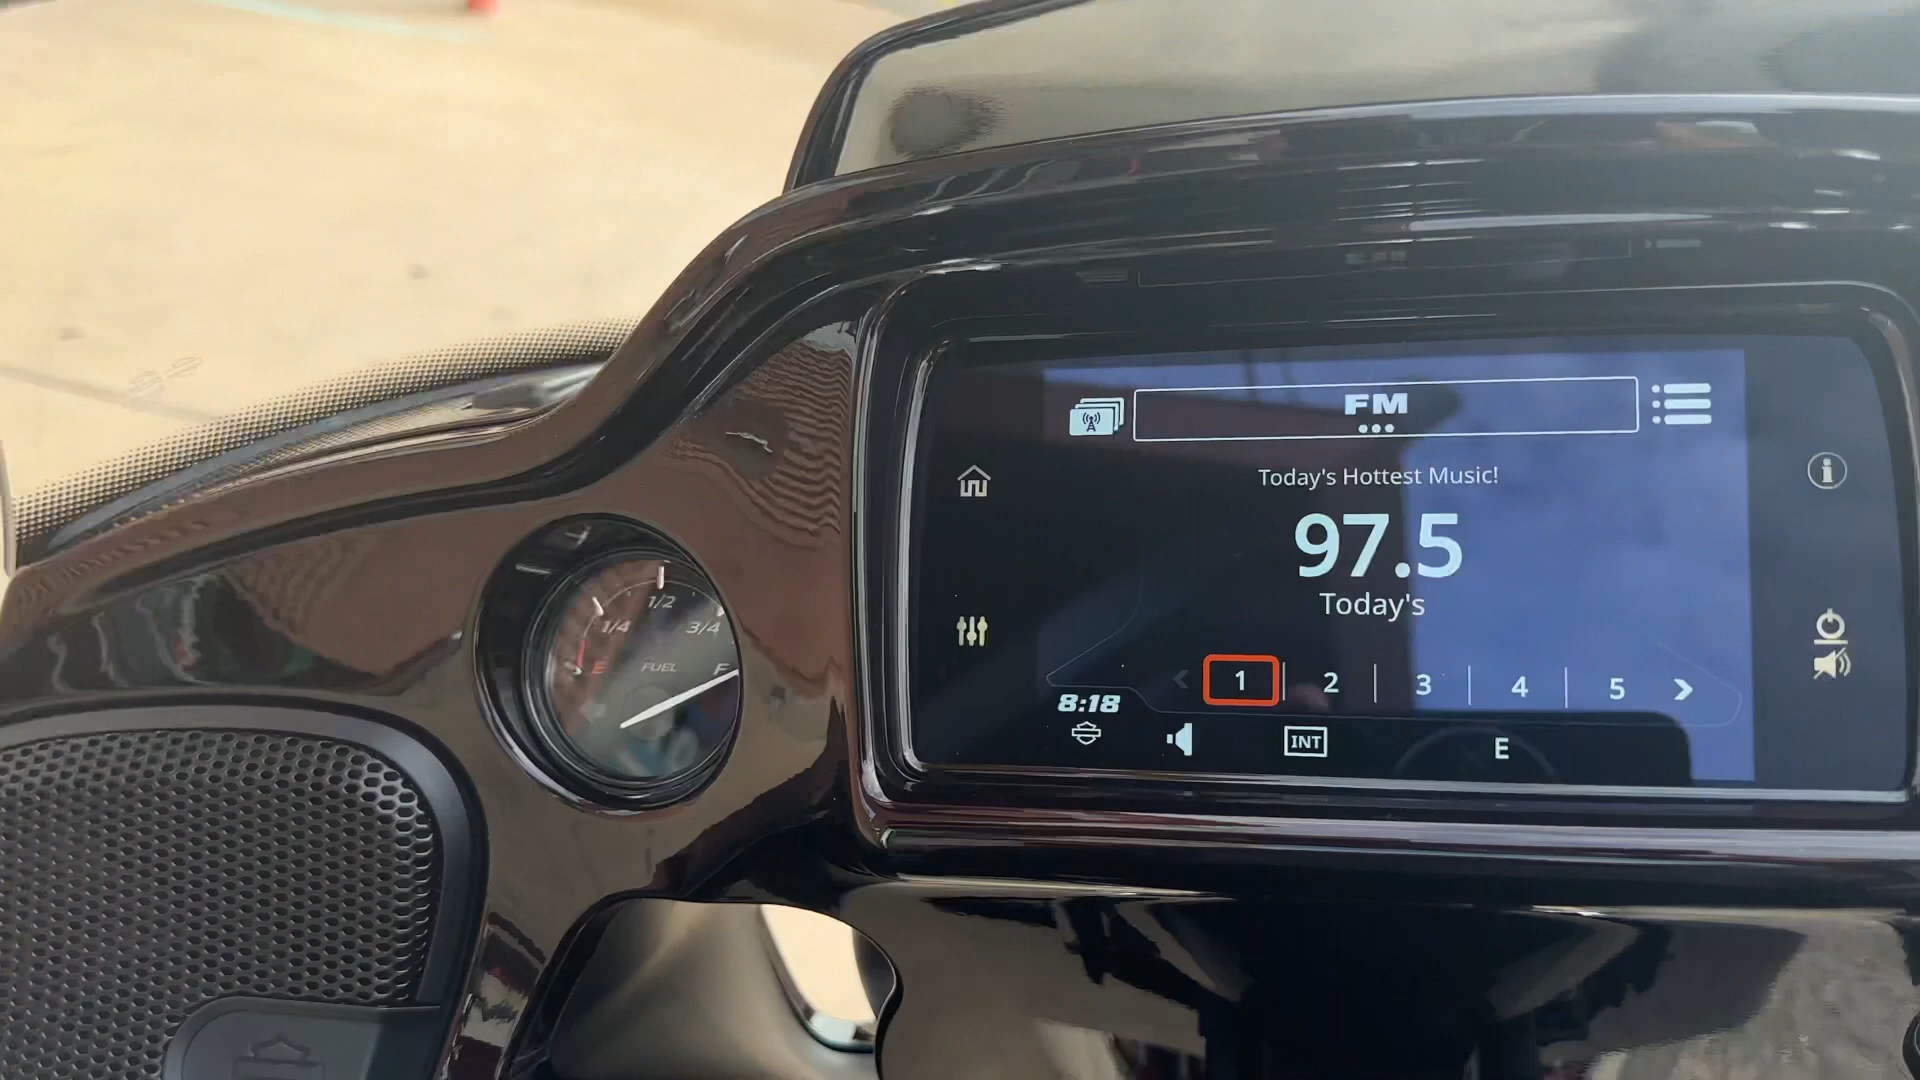 FM
Today's Hottest Music!
97.5
Today's
1 2 3 4 5
8:18
INT
E
1/2
1/4
3/4
E
FUEL
F